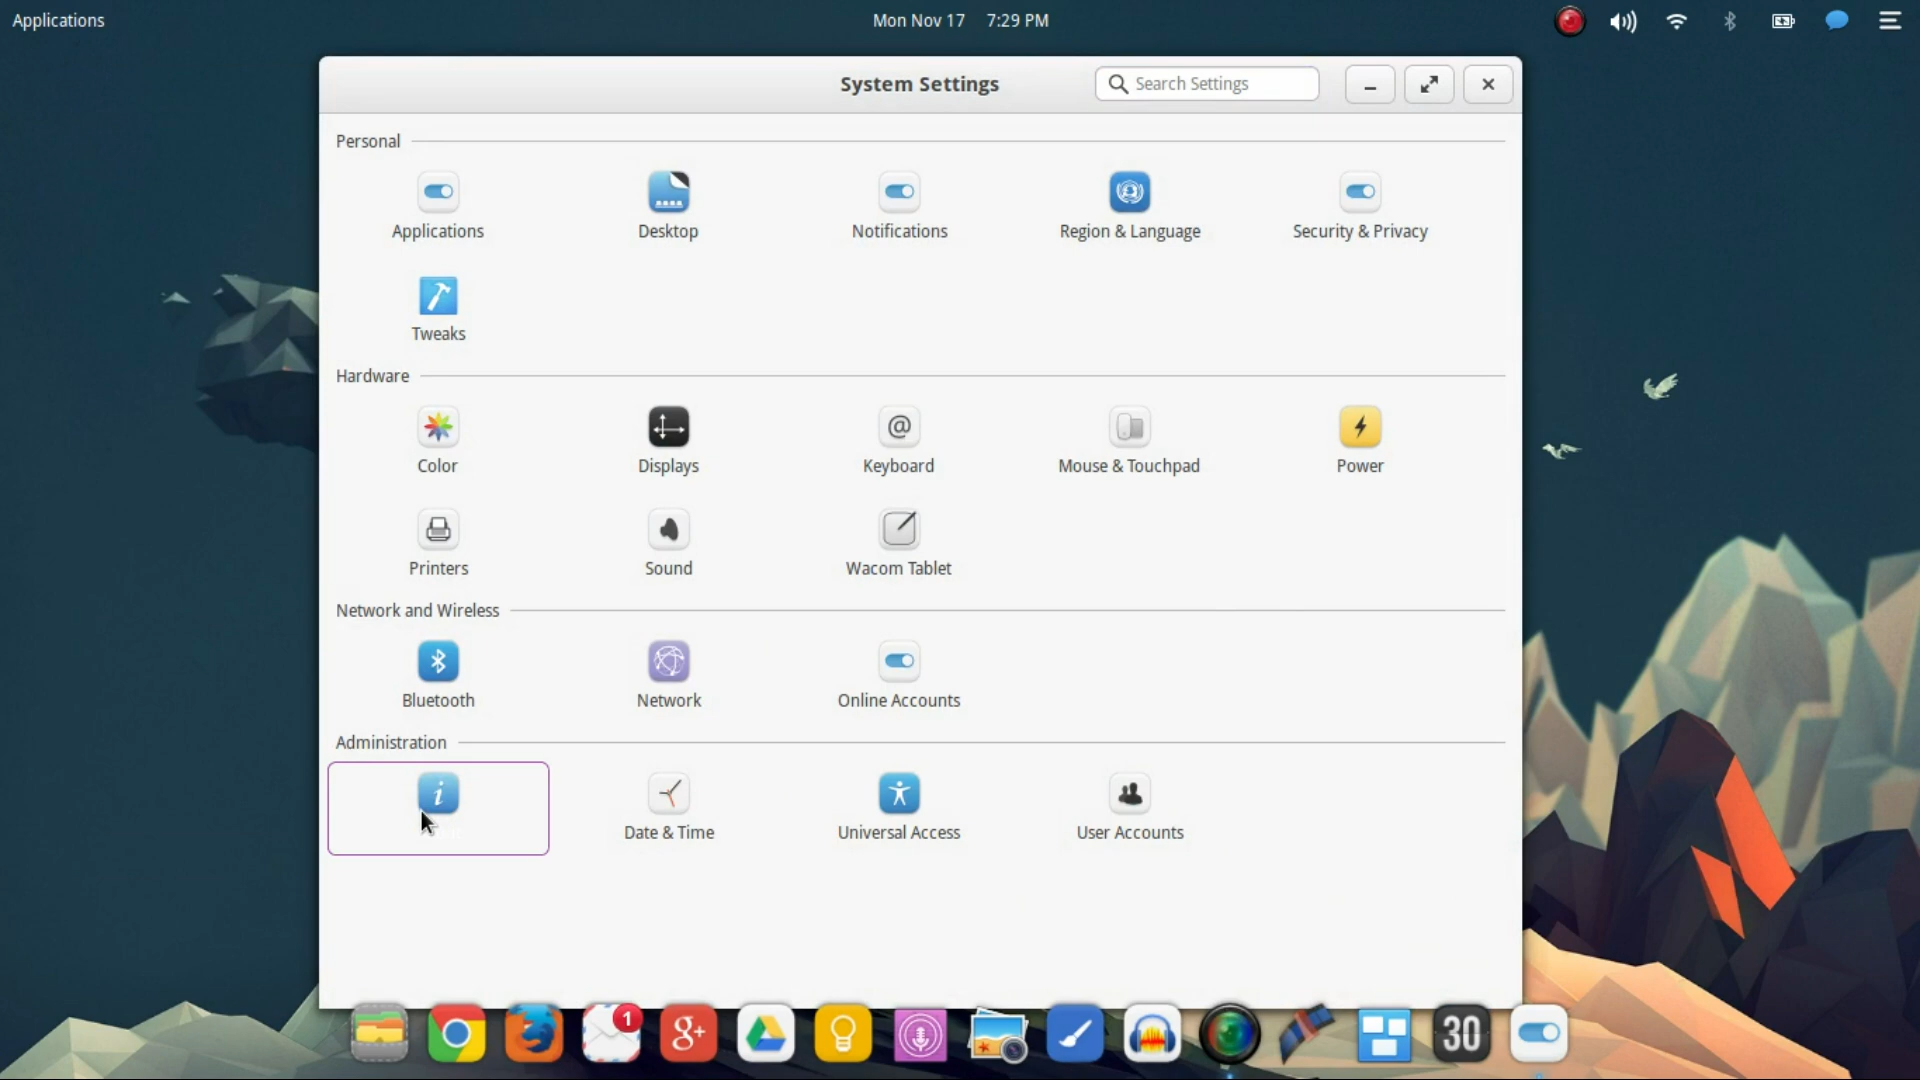 Applications
Mon Nov 17 7:29 PM
System Settings
Search Settings
Personal
Applications
Desktop
Notifications
Region & Language
Security & Privacy
Tweaks
Hardware
Color
Displays
@
Keyboard
Mouse & Touchpad
Power
Printers
Sound
Wacom Tablet
Network and Wireless
Bluetooth
Network
Online Accounts
Administration
i
Date & Time
Universal Access
User Accounts
1
g+
30